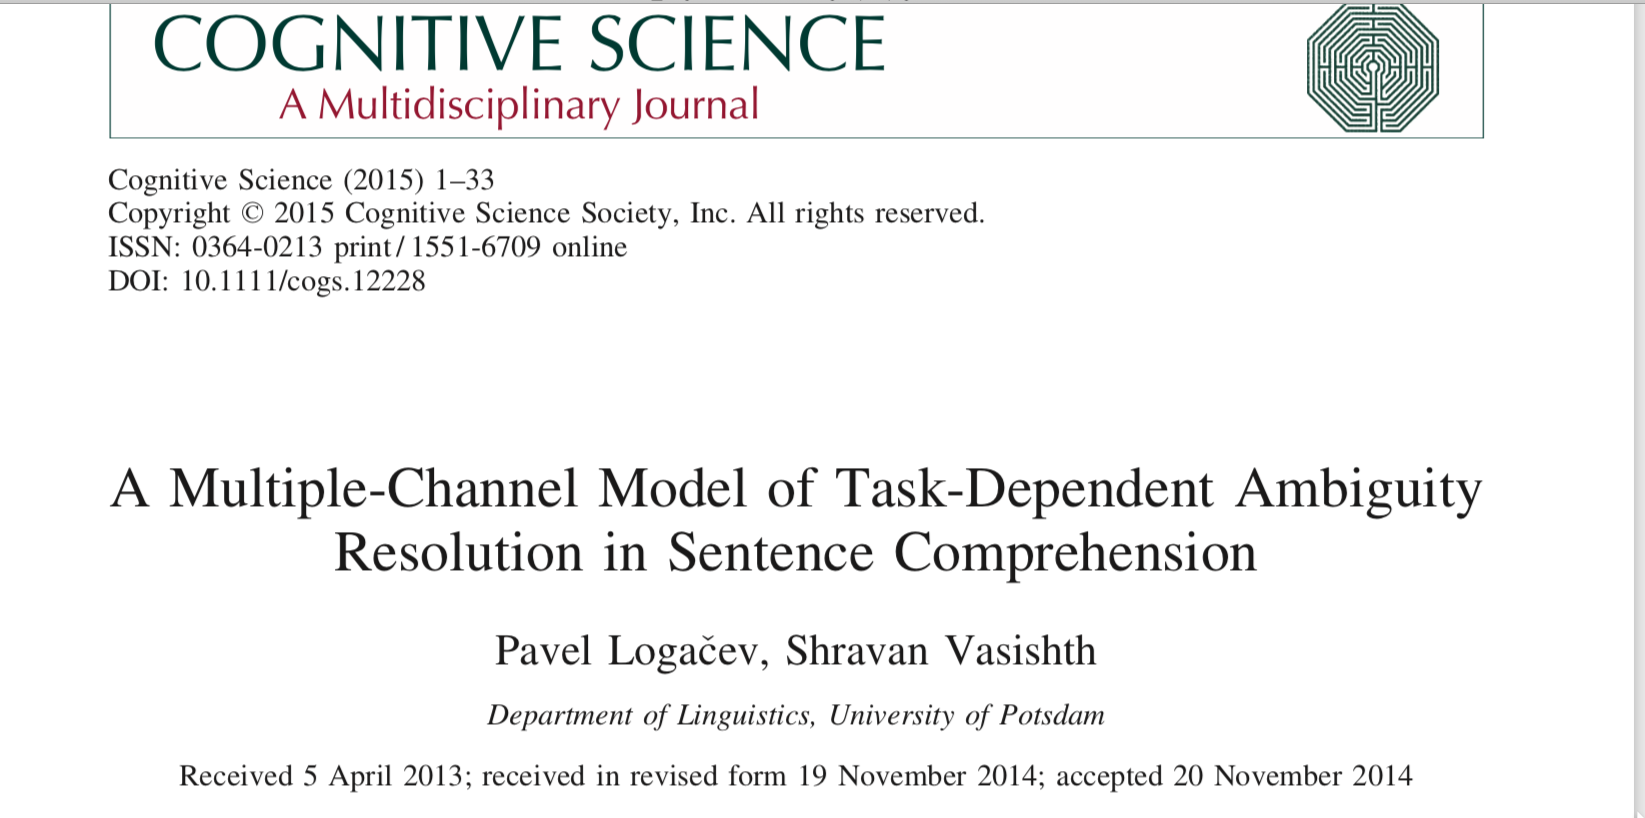 COGNITIVE SCIENCE
A Multidisciplinary Journal
Cognitive Science (2015) 1–33
Copyright © 2015 Cognitive Science Society, Inc. All rights reserved.
ISSN: 0364-0213 print / 1551-6709 online
DOI: 10.1111/cogs.12228
A Multiple-Channel Model of Task-Dependent Ambiguity
Resolution in Sentence Comprehension
Pavel Logačev, Shravan Vasishth
Department of Linguistics, University of Potsdam
Received 5 April 2013; received in revised form 19 November 2014; accepted 20 November 2014